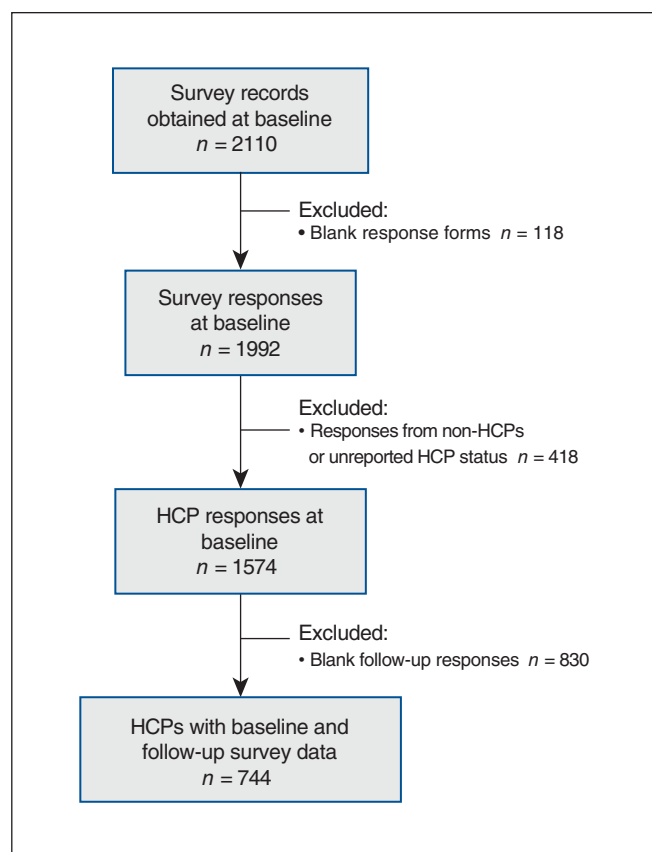 Survey records
obtained at baseline
n = 2110
Excluded:
• Blank response forms n = 118
Survey responses
at baseline
n = 1992
Excluded:
• Responses from non-HCPs
or unreported HCP status n = 418
HCP responses at
baseline
n = 1574
Excluded:
• Blank follow-up responses n = 830
HCPs with baseline and
follow-up survey data
n = 744